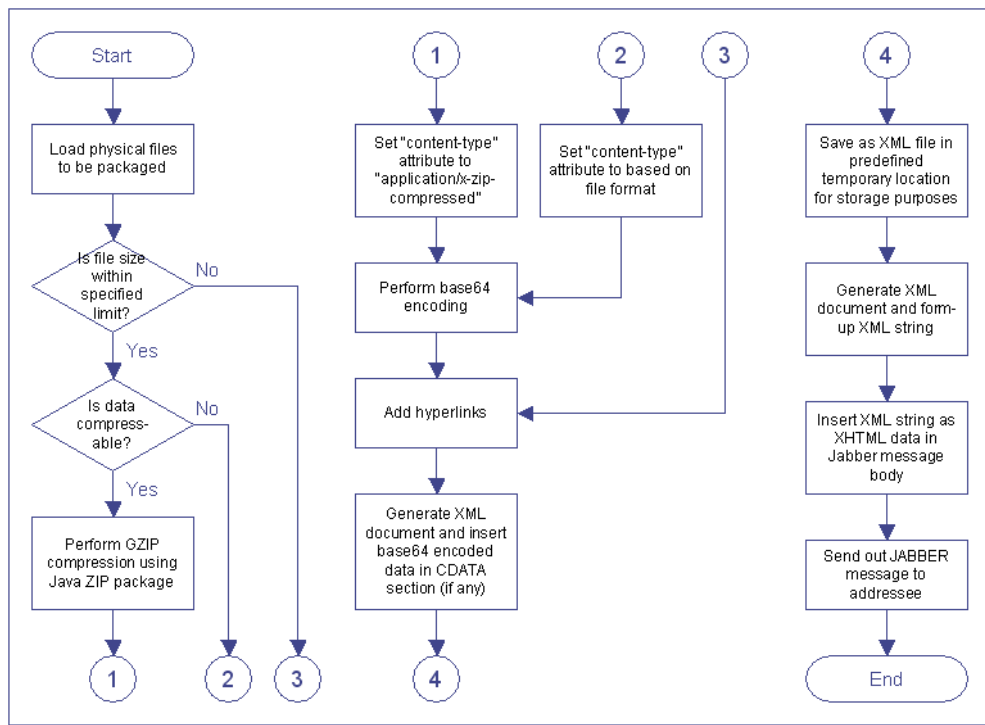 Start
Load physical files
to be packaged
Is file size
within
specified
limit?
No
Yes
Is data
compress-
able?
No
Yes
Perform GZIP
compression using
Java ZIP package
1
2
3
1
Set "content-type"
attribute to
"application/x-zip-
compressed"
2
Set "content-type"
attribute to based on
file format
3
Perform base64
encoding
Add hyperlinks
Generate XML
document and insert
base64 encoded
data in CDATA
section (if any)
4
4
Save as XML file in
predefined
temporary location
for storage purposes
Generate XML
document and form-
up XML string
Insert XML string as
XHTML data in
Jabber message
body
Send out JABBER
message to
addressee
End